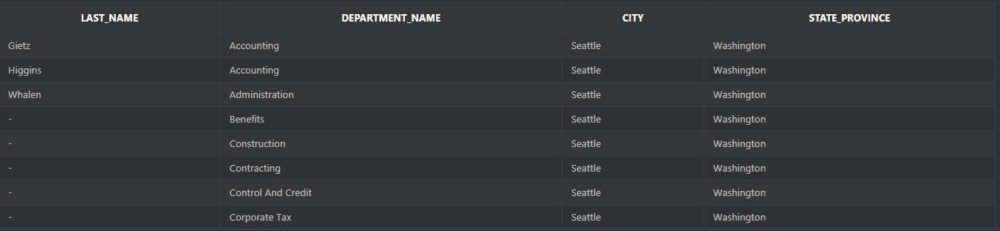 LAST_NAME DEPARTMENT_NAME CITY STATE_PROVINCE
Gietz Accounting Seattle Washington
Higgins Accounting Seattle Washington
Whalen Administration Seattle Washington
- Benefits Seattle Washington
- Construction Seattle Washington
- Contracting Seattle Washington
- Control And Credit Seattle Washington
- Corporate Tax Seattle Washington